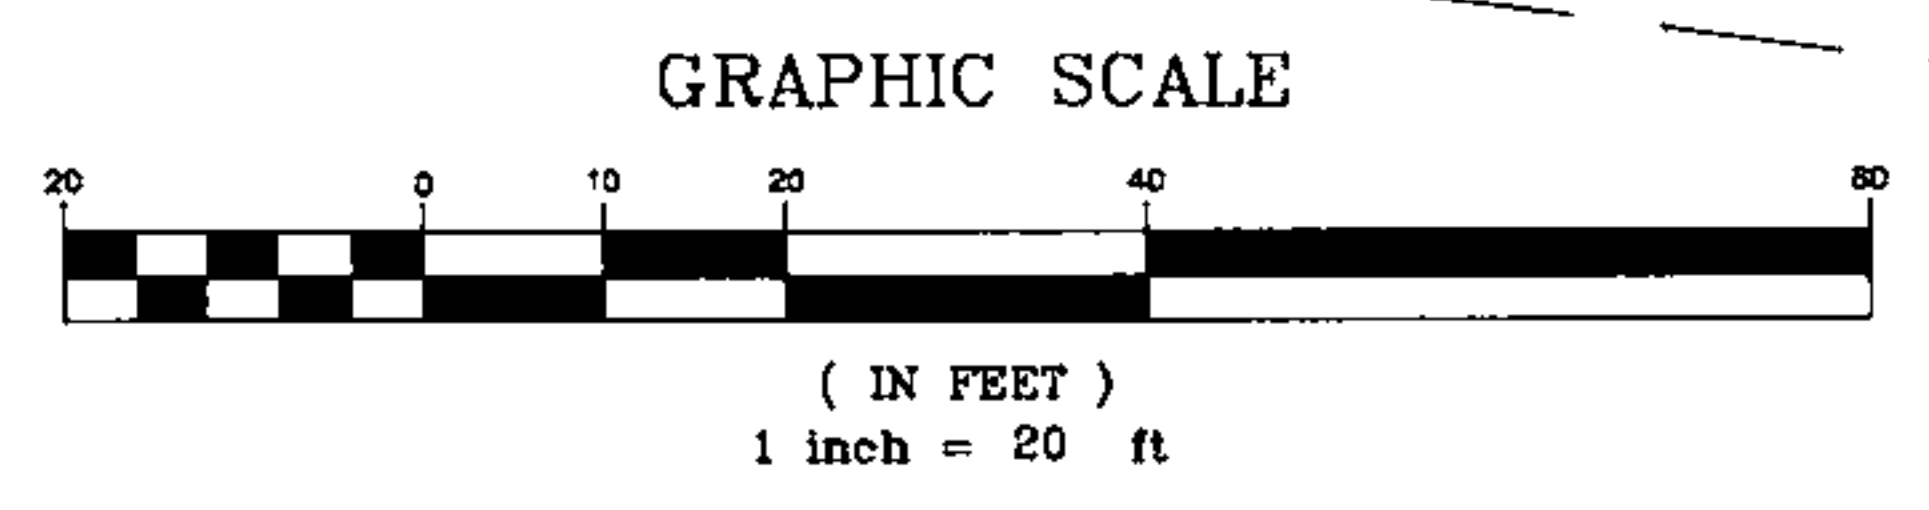 GRAPHIC SCALE
20 0 10 20 40 80
( IN FEET )
1 inch = 20 ft